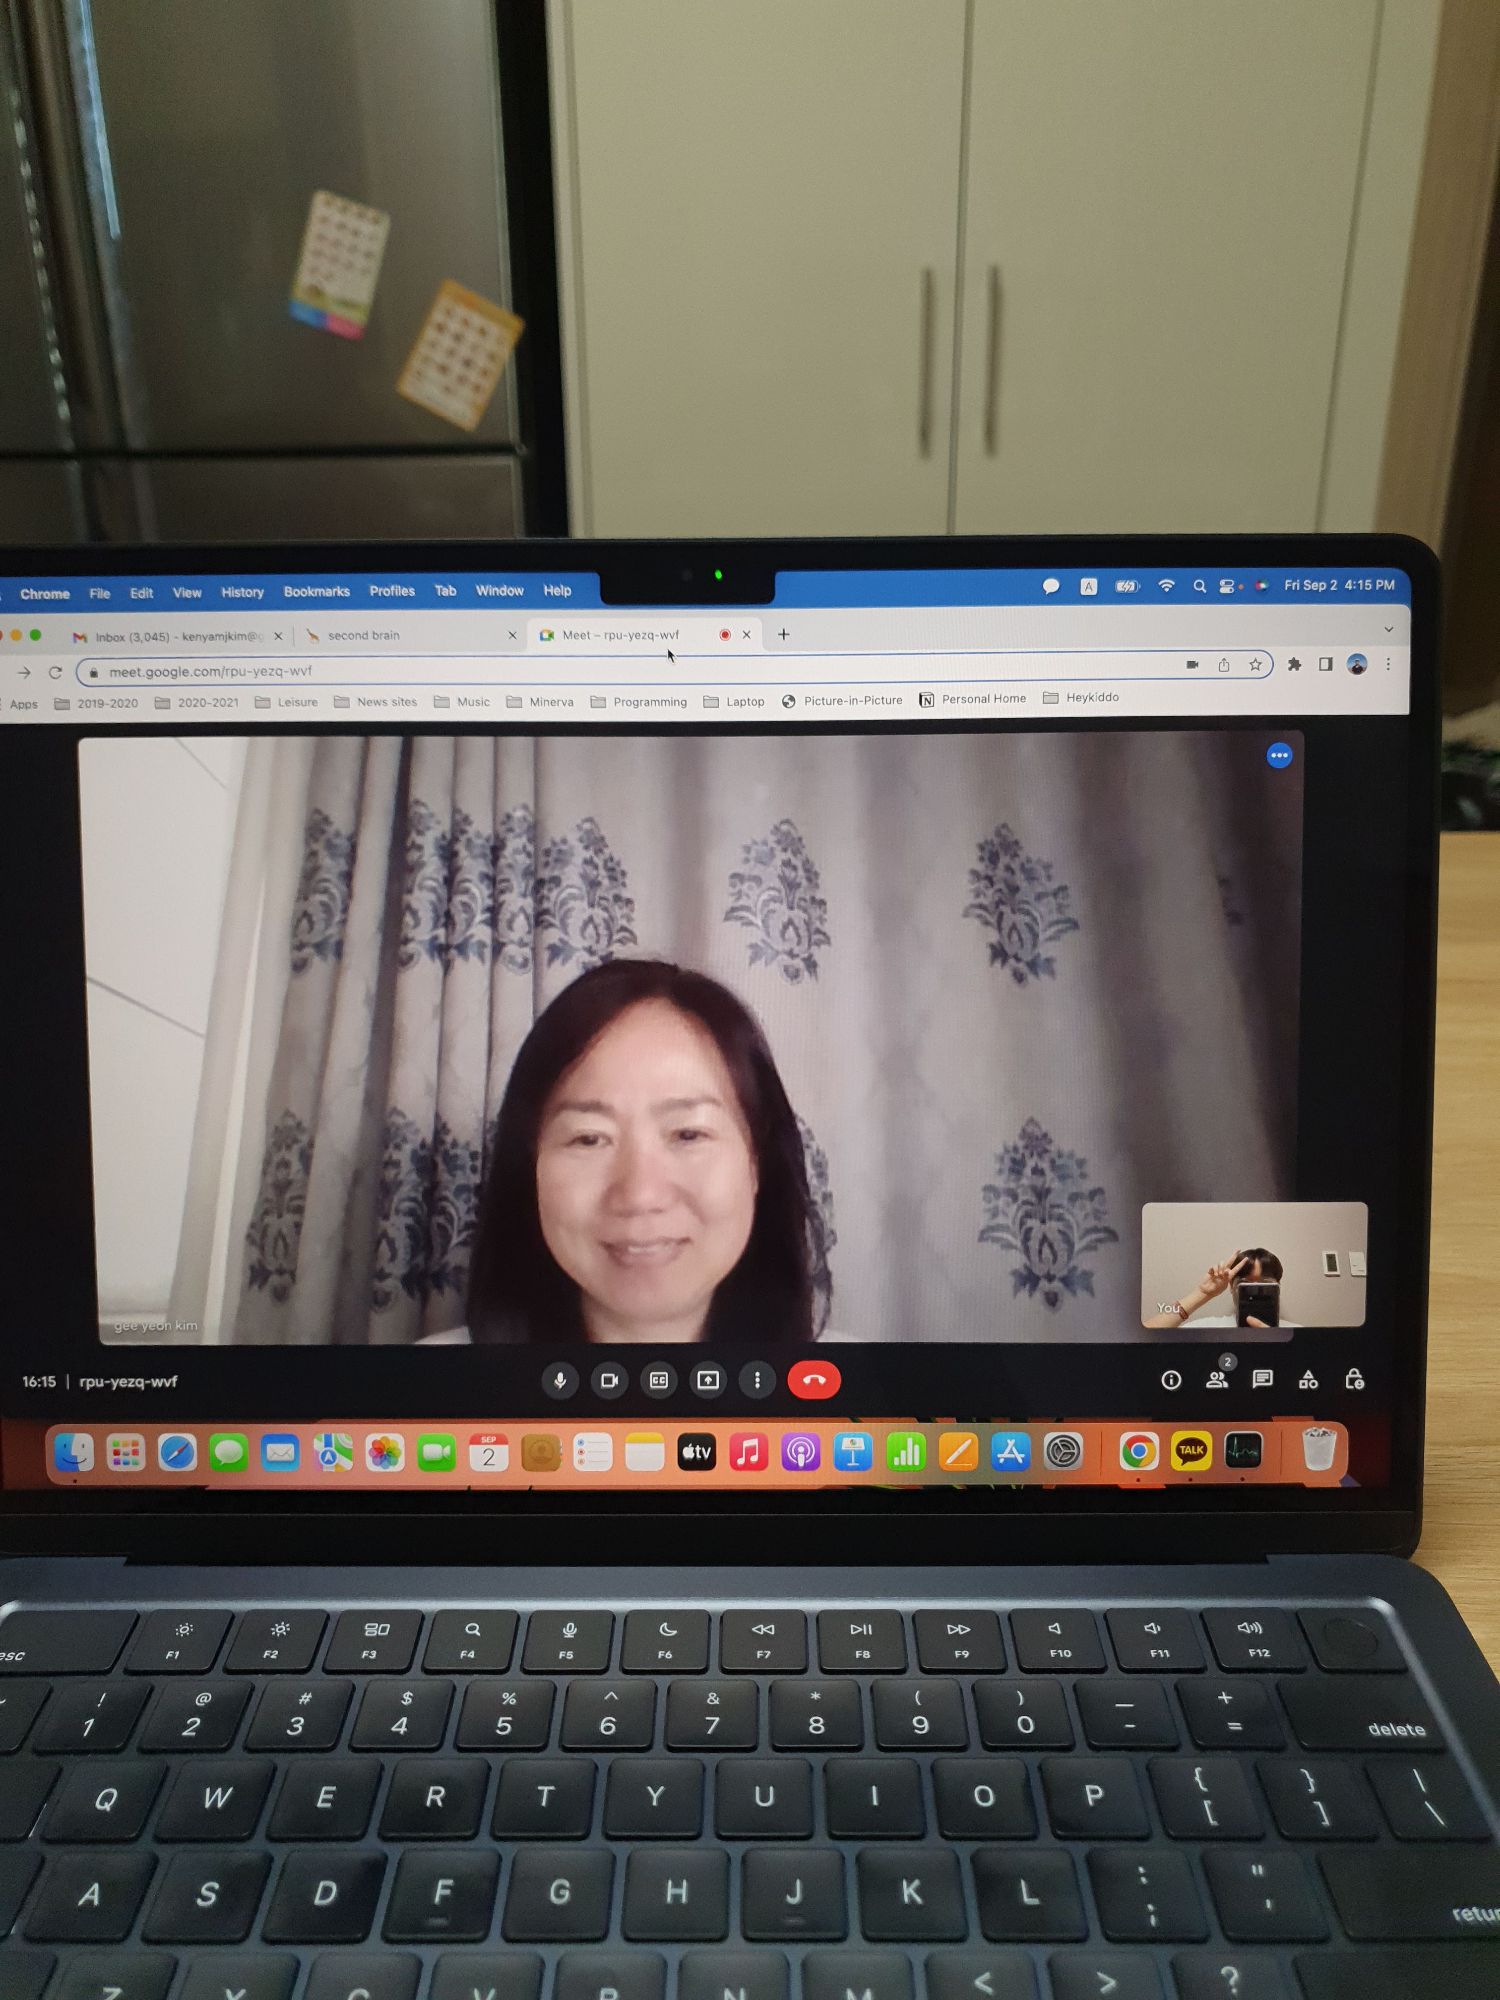 Chrome File Edit View History Bookmarks Profiles Tab Window Help Fri Sep 2 4:15 PM
Inbox (3,045) - kenyamjkim@g second brain Meet – rpu-yezq-wvf
meet.google.com/rpu-yezq-wvf
Apps 2019-2020 2020-2021 Leisure News sites Music Minerva Programming Laptop Picture-in-Picture Personal Home Heykiddo
You
gee yeon kim
16:15 | rpu-yezq-wvf
CC
2
SEP
2
tv
TALK
esc F1 F2 F3 F4 F5 F6 F7 F8 F9 F10 F11 F12
! @ # $ % ^ & * ( ) — +
1 2 3 4 5 6 7 8 9 0 - = delete
Q W E R T Y U I O P { } |
[ ] \
A S D F G H J K L : "
; ' retur
Z X C V B N M < > ?